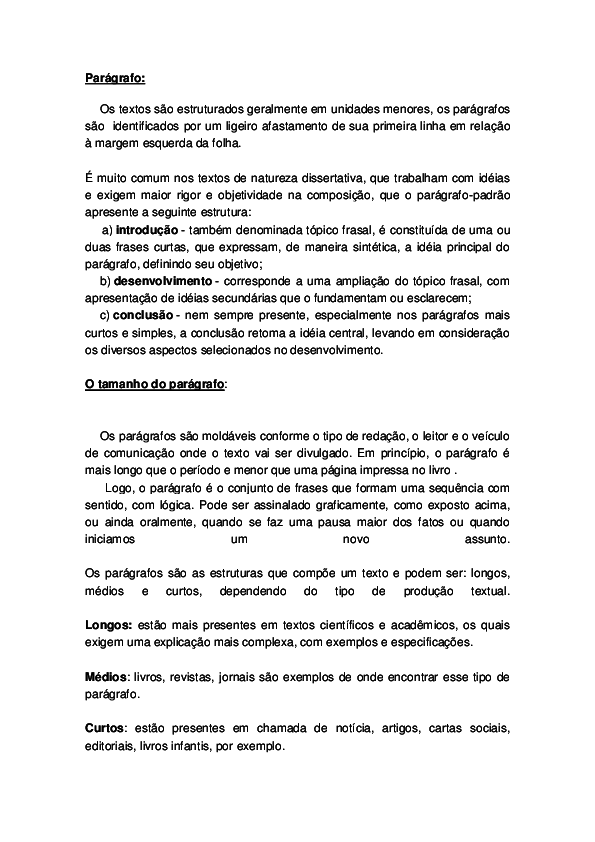 Parágrafo:
Os textos são estruturados geralmente em unidades menores, os parágrafos
são identificados por um ligeiro afastamento de sua primeira linha em relação
à margem esquerda da folha.
É muito comum nos textos de natureza dissertativa, que trabalham com idéias
e exigem maior rigor e objetividade na composição, que o parágrafo-padrão
apresente a seguinte estrutura:
a) introdução - também denominada tópico frasal, é constituída de uma ou
duas frases curtas, que expressam, de maneira sintética, a idéia principal do
parágrafo, definindo seu objetivo;
b) desenvolvimento - corresponde a uma ampliação do tópico frasal, com
apresentação de idéias secundárias que o fundamentam ou esclarecem;
c) conclusão - nem sempre presente, especialmente nos parágrafos mais
curtos e simples, a conclusão retoma a idéia central, levando em consideração
os diversos aspectos selecionados no desenvolvimento.
O tamanho do parágrafo:
Os parágrafos são moldáveis conforme o tipo de redação, o leitor e o veículo
de comunicação onde o texto vai ser divulgado. Em princípio, o parágrafo é
mais longo que o período e menor que uma página impressa no livro .
Logo, o parágrafo é o conjunto de frases que formam uma sequência com
sentido, com lógica. Pode ser assinalado graficamente, como exposto acima,
ou ainda oralmente, quando se faz uma pausa maior dos fatos ou quando
iniciamos um novo assunto.
Os parágrafos são as estruturas que compõe um texto e podem ser: longos,
médios e curtos, dependendo do tipo de produção textual.
Longos: estão mais presentes em textos científicos e acadêmicos, os quais
exigem uma explicação mais complexa, com exemplos e especificações.
Médios: livros, revistas, jornais são exemplos de onde encontrar esse tipo de
parágrafo.
Curtos: estão presentes em chamada de notícia, artigos, cartas sociais,
editoriais, livros infantis, por exemplo.